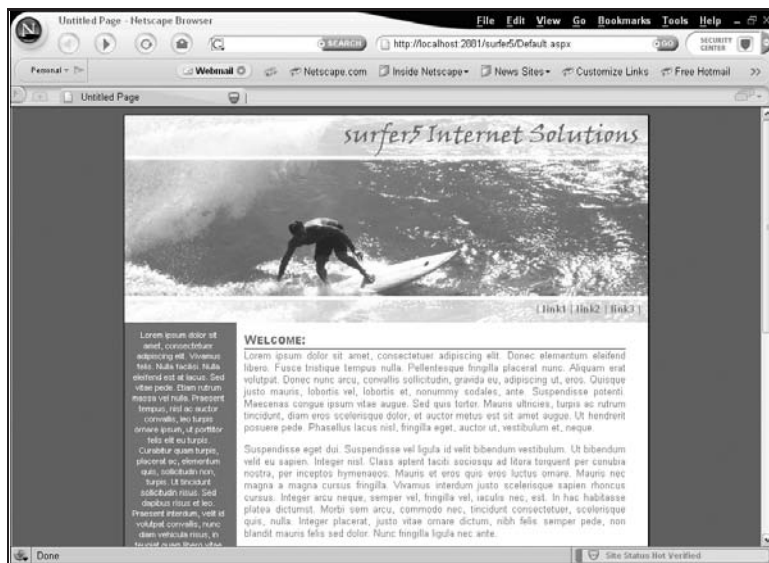 Untitled Page - Netscape Browser
File Edit View Go Bookmarks Tools Help
SEARCH http://localhost:2881/surfer5/Default.aspx GO SECURITY CENTER
Personal Webmail Netscape.com Inside Netscape News Sites Customize Links Free Hotmail >>
Untitled Page
surfer5 Internet Solutions
[ link1 | link2 | link3 ]
Lorem ipsum dolor sit
amet, consectetuer
adipiscing elit. Vivamus
felis. Nulla facilisi. Nulla
eleifend est at lacus. Sed
vitae pede. Etiam rutrum
massa vel nulla. Praesent
tempus, nisl ac auctor
convallis, leo turpis
ornare ipsum, ut porttitor
felis elit eu turpis.
Curabitur quam turpis,
placerat ac, elementum
quis, sollicitudin non,
turpis. Ut tincidunt
sollicitudin risus. Sed
dapibus risus et leo.
Praesent interdum, velit id
volutpat convallis, nunc
diam vehicula risus, in
feugiat quam libero vitae
WELCOME:
Lorem ipsum dolor sit amet, consectetuer adipiscing elit. Donec elementum eleifend
libero. Fusce tristique tempus nulla. Pellentesque fringilla placerat nunc. Aliquam erat
volutpat. Donec nunc arcu, convallis sollicitudin, gravida eu, adipiscing ut, eros. Quisque
justo mauris, lobortis vel, lobortis et, nonummy sodales, ante. Suspendisse potenti.
Maecenas congue ipsum vitae augue. Sed quis tortor. Mauris ultricies, turpis ac rutrum
tincidunt, diam eros scelerisque dolor, et auctor metus est sit amet augue. Ut hendrerit
posuere pede. Phasellus lacus nisl, fringilla eget, auctor ut, vestibulum et, neque.
Suspendisse eget dui. Suspendisse vel ligula id velit bibendum vestibulum. Ut bibendum
velit eu sapien. Integer nisl. Class aptent taciti sociosqu ad litora torquent per conubia
nostra, per inceptos hymenaeos. Mauris et eros quis eros luctus ornare. Mauris nec
magna a magna cursus fringilla. Vivamus interdum justo scelerisque sapien rhoncus
cursus. Integer arcu neque, semper vel, fringilla vel, iaculis nec, est. In hac habitasse
platea dictumst. Morbi sem arcu, commodo nec, tincidunt consectetuer, scelerisque
quis, nulla. Integer placerat, justo vitae ornare dictum, nibh felis semper pede, non
blandit mauris felis sed dolor. Nunc fringilla ligula nec ante.
Done Site Status Not Verified